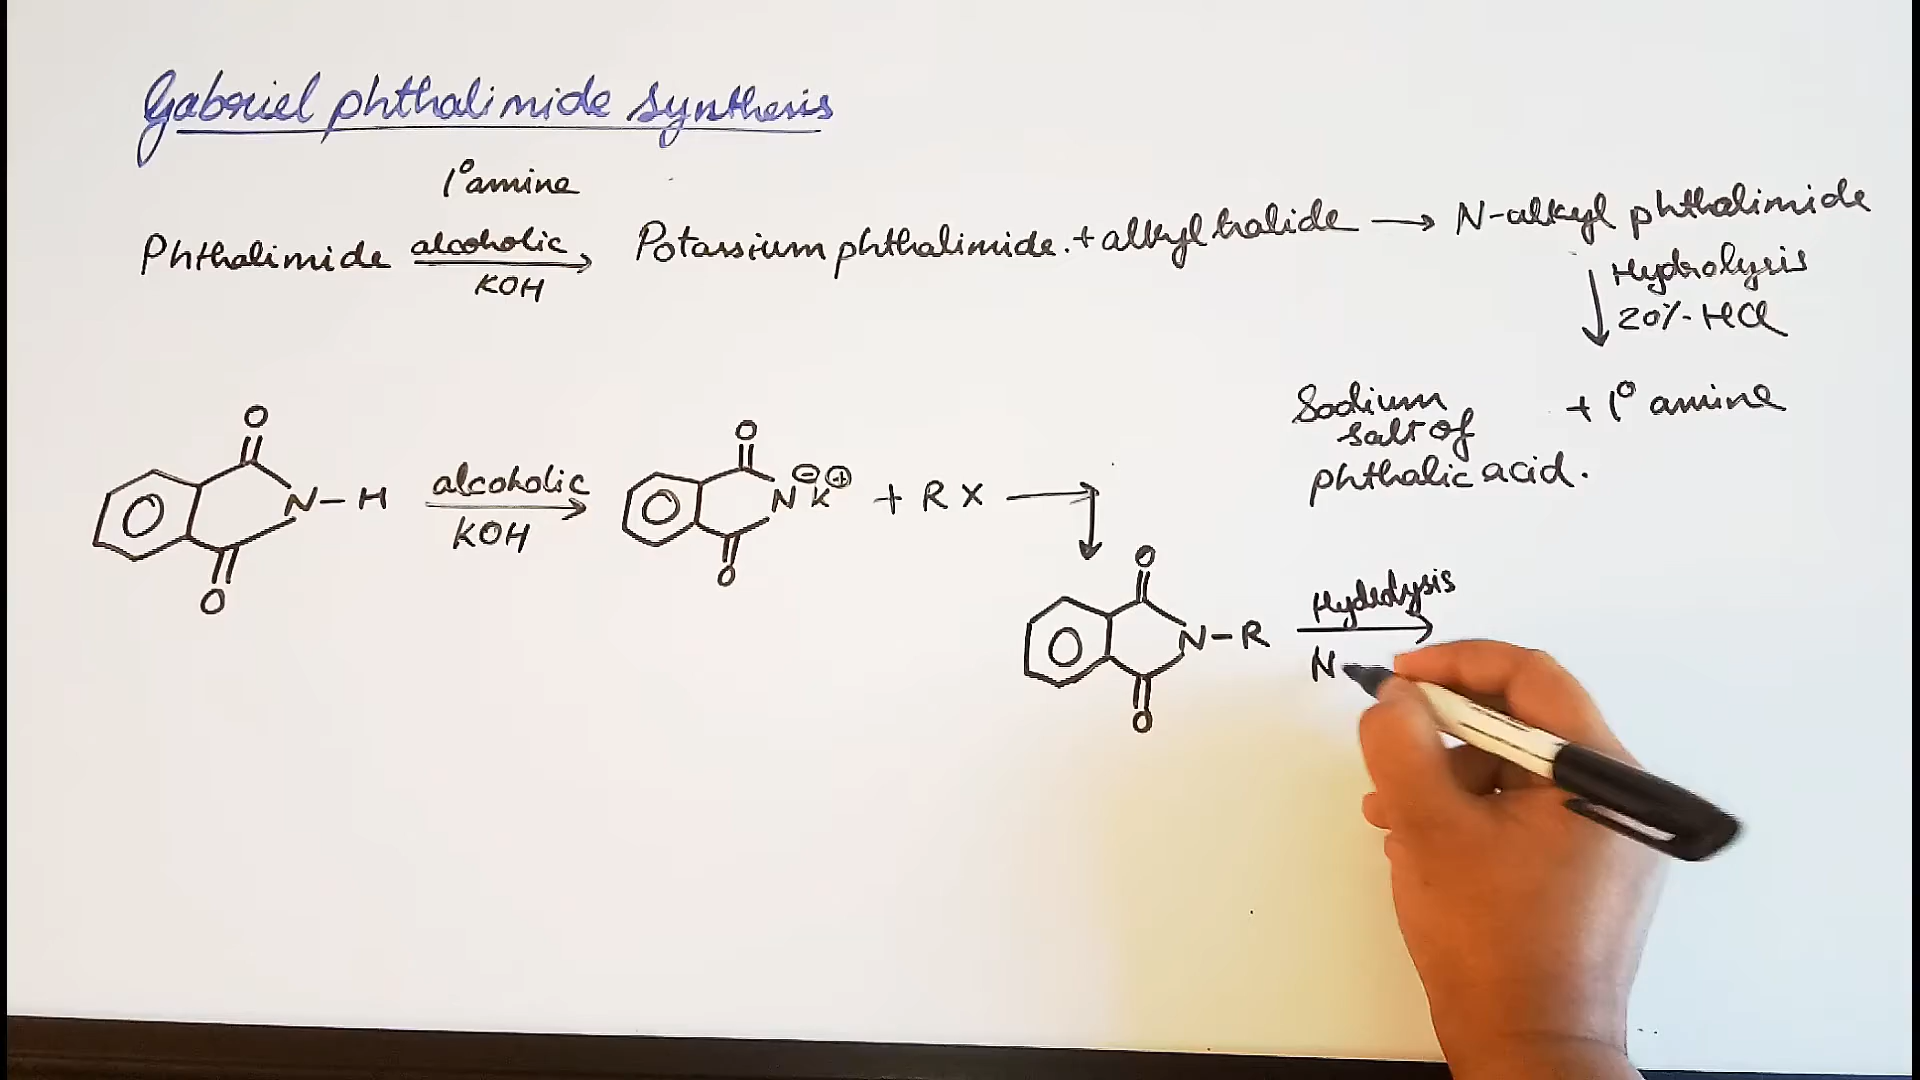 Gabriel phthalimide synthesis
1° amine
Phthalimide alcoholic KOH Potassium phthalimide. + alkyl halide → N-alkyl phthalimide
Hydrolysis
20% HCl
Sodium salt of phthalic acid. + 1° amine
O
O
N–H
alcoholic
KOH
O
O
N⊖ K⊕ + R X
O
O
N–R
Hydrolysis
N